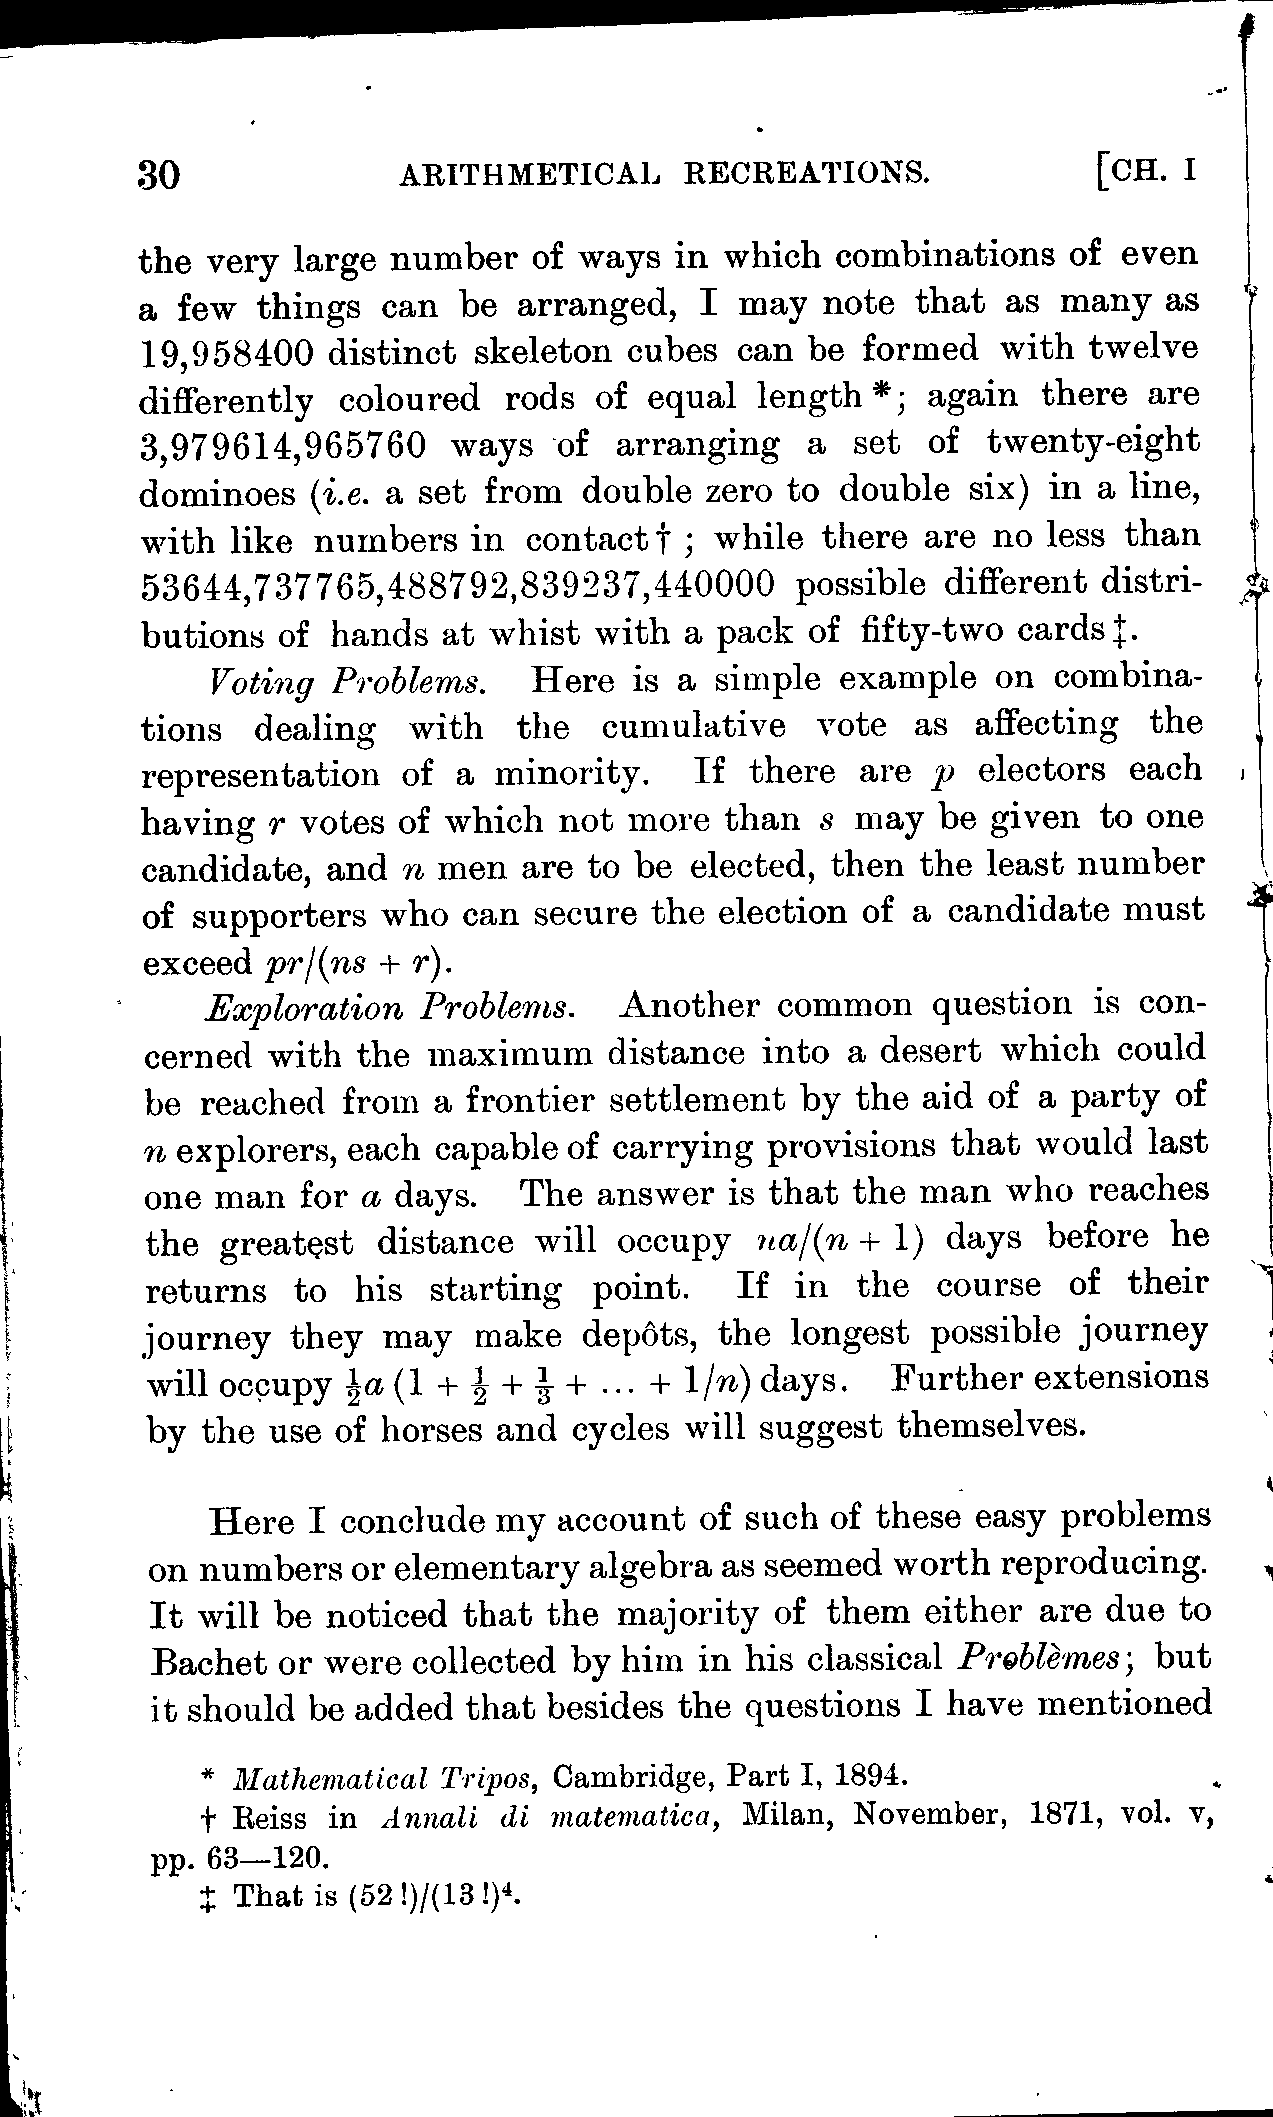 30 ARITHMETICAL RECREATIONS. [CH. I
the very large number of ways in which combinations of even
a few things can be arranged, I may note that as many as
19,958400 distinct skeleton cubes can be formed with twelve
differently coloured rods of equal length*; again there are
3,979614,965760 ways of arranging a set of twenty-eight
dominoes (i.e. a set from double zero to double six) in a line,
with like numbers in contact†; while there are no less than
53644,737765,488792,839237,440000 possible different distri-
butions of hands at whist with a pack of fifty-two cards‡.
Voting Problems. Here is a simple example on combina-
tions dealing with the cumulative vote as affecting the
representation of a minority. If there are p electors each
having r votes of which not more than s may be given to one
candidate, and n men are to be elected, then the least number
of supporters who can secure the election of a candidate must
exceed pr/(ns + r).
Exploration Problems. Another common question is con-
cerned with the maximum distance into a desert which could
be reached from a frontier settlement by the aid of a party of
n explorers, each capable of carrying provisions that would last
one man for a days. The answer is that the man who reaches
the greatest distance will occupy na/(n + 1) days before he
returns to his starting point. If in the course of their
journey they may make depôts, the longest possible journey
will occupy ½a (1 + ½ + ⅓ + ... + 1/n) days. Further extensions
by the use of horses and cycles will suggest themselves.
Here I conclude my account of such of these easy problems
on numbers or elementary algebra as seemed worth reproducing.
It will be noticed that the majority of them either are due to
Bachet or were collected by him in his classical Problèmes; but
it should be added that besides the questions I have mentioned
* Mathematical Tripos, Cambridge, Part I, 1894.
† Reiss in Annali di matematica, Milan, November, 1871, vol. v,
pp. 63—120.
‡ That is (52!)/(13!)⁴.